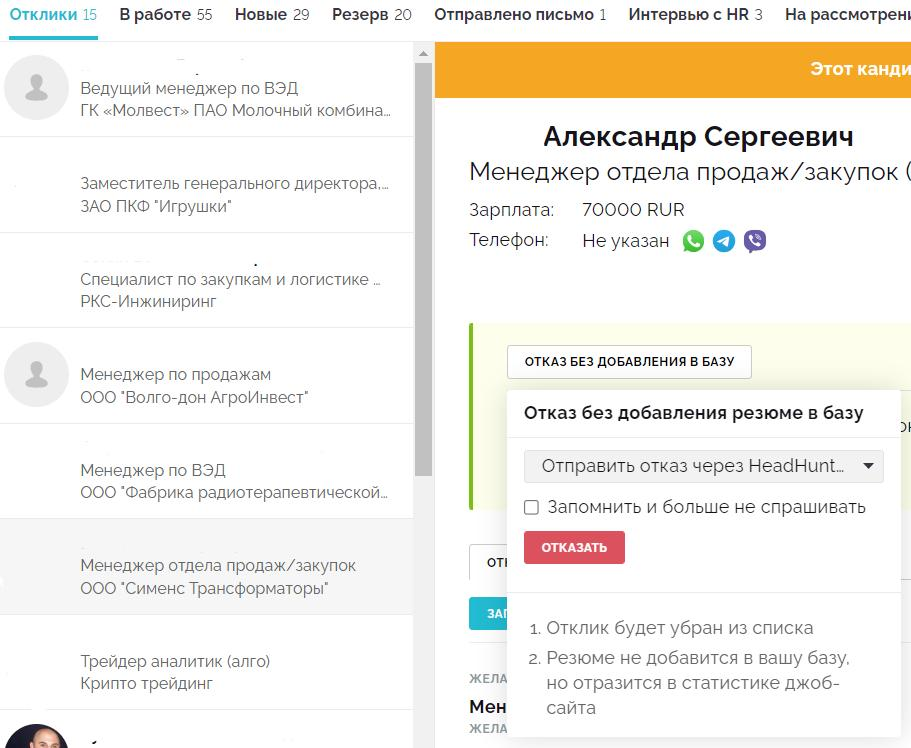 Отклики 15 В работе 55 Новые 29 Резерв 20 Отправлено письмо 1 Интервью с HR 3 На рассмотрени
Ведущий менеджер по ВЭД
ГК «Молвест» ПАО Молочный комбина...
Заместитель генерального директора,...
ЗАО ПКФ "Игрушки"
Специалист по закупкам и логистике ...
РКС-Инжиниринг
Менеджер по продажам
ООО "Волго-дон АгроИнвест"
Менеджер по ВЭД
ООО "Фабрика радиотерапевтической...
Менеджер отдела продаж/закупок
ООО "Сименс Трансформаторы"
Трейдер аналитик (алго)
Крипто трейдинг
Этот канди
Александр Сергеевич
Менеджер отдела продаж/закупок (
Зарплата: 70000 RUR
Телефон: Не указан
ОТКАЗ БЕЗ ДОБАВЛЕНИЯ В БАЗУ
Отказ без добавления резюме в базу
Отправить отказ через HeadHunt...
Запомнить и больше не спрашивать
ОТКАЗАТЬ
1. Отклик будет убран из списка
2. Резюме не добавится в вашу базу,
но отразится в статистике джоб-
сайта
ЖЕЛА
Мен
ЖЕЛА